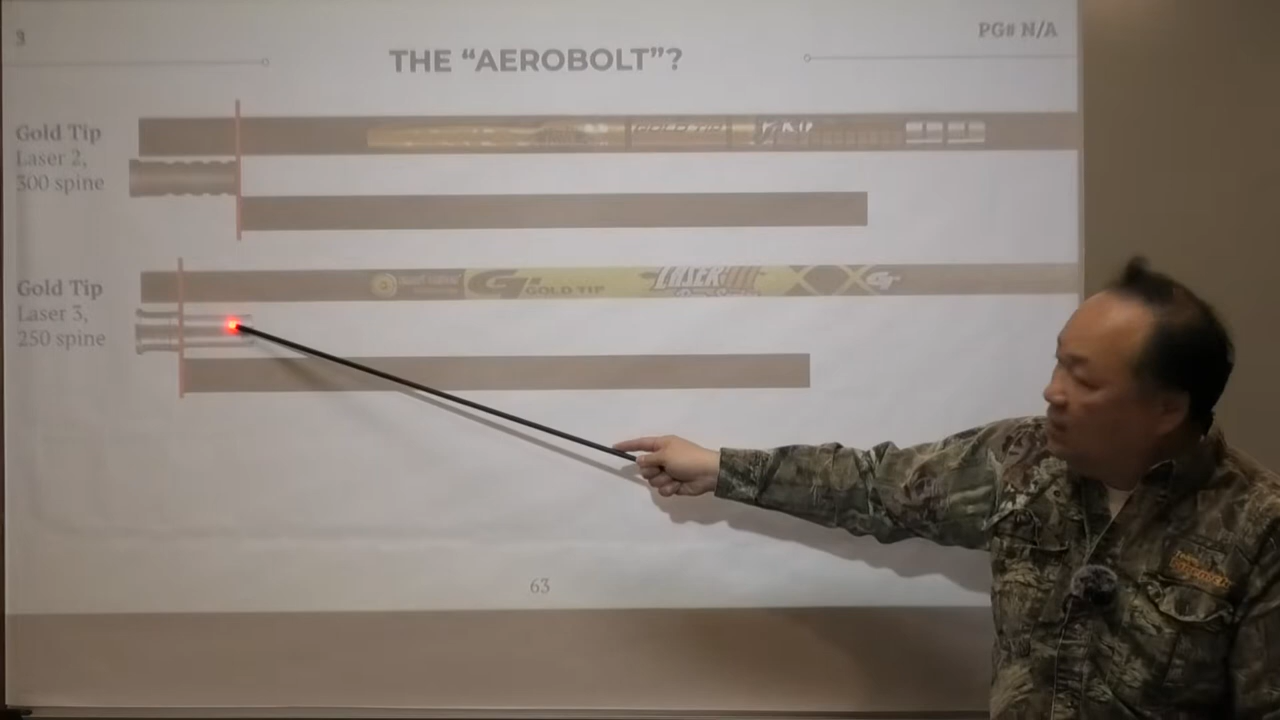 3
PG# N/A
THE “AEROBOLT”?
Gold Tip
Laser 2,
300 spine
GOLD TIP
Gold Tip
Laser 3,
250 spine
GT GOLD TIP
LASER III
GT
63